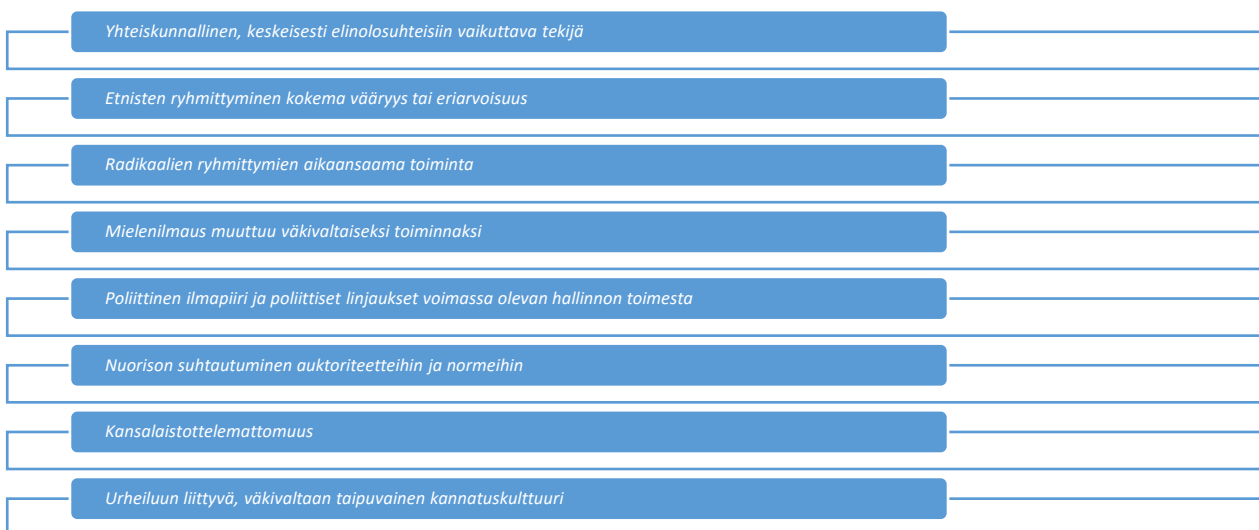 Yhteiskunnallinen, keskeisesti elinolosuhteisiin vaikuttava tekijä
Etnisten ryhmittyminen kokema vääryys tai eriarvoisuus
Radikaalien ryhmittymien aikaansaama toiminta
Mielenilmaus muuttuu väkivaltaiseksi toiminnaksi
Poliittinen ilmapiiri ja poliittiset linjaukset voimassa olevan hallinnon toimesta
Nuorison suhtautuminen auktoriteetteihin ja normeihin
Kansalaistottelemattomuus
Urheiluun liittyvä, väkivaltaan taipuvainen kannatuskulttuuri